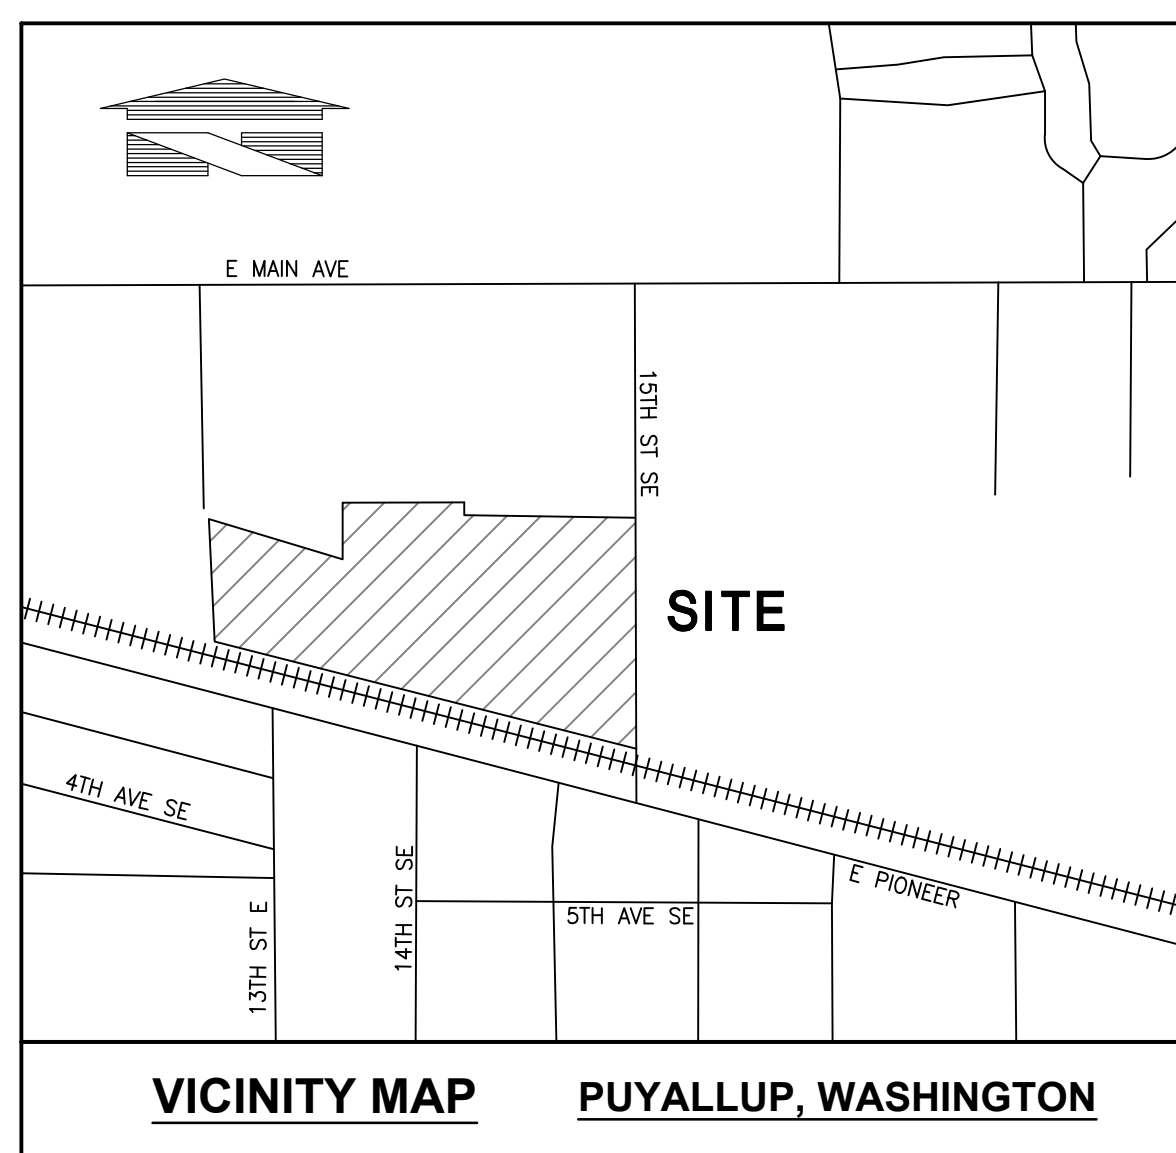 E MAIN AVE
15TH ST SE
SITE
4TH AVE SE
14TH ST SE
E PIONEER
13TH ST E
5TH AVE SE
VICINITY MAP
PUYALLUP, WASHINGTON